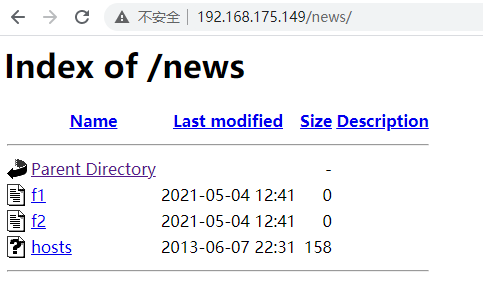 不安全 | 192.168.175.149/news/
Index of /news
Name Last modified Size Description
Parent Directory -
f1 2021-05-04 12:41 0
f2 2021-05-04 12:41 0
hosts 2013-06-07 22:31 158